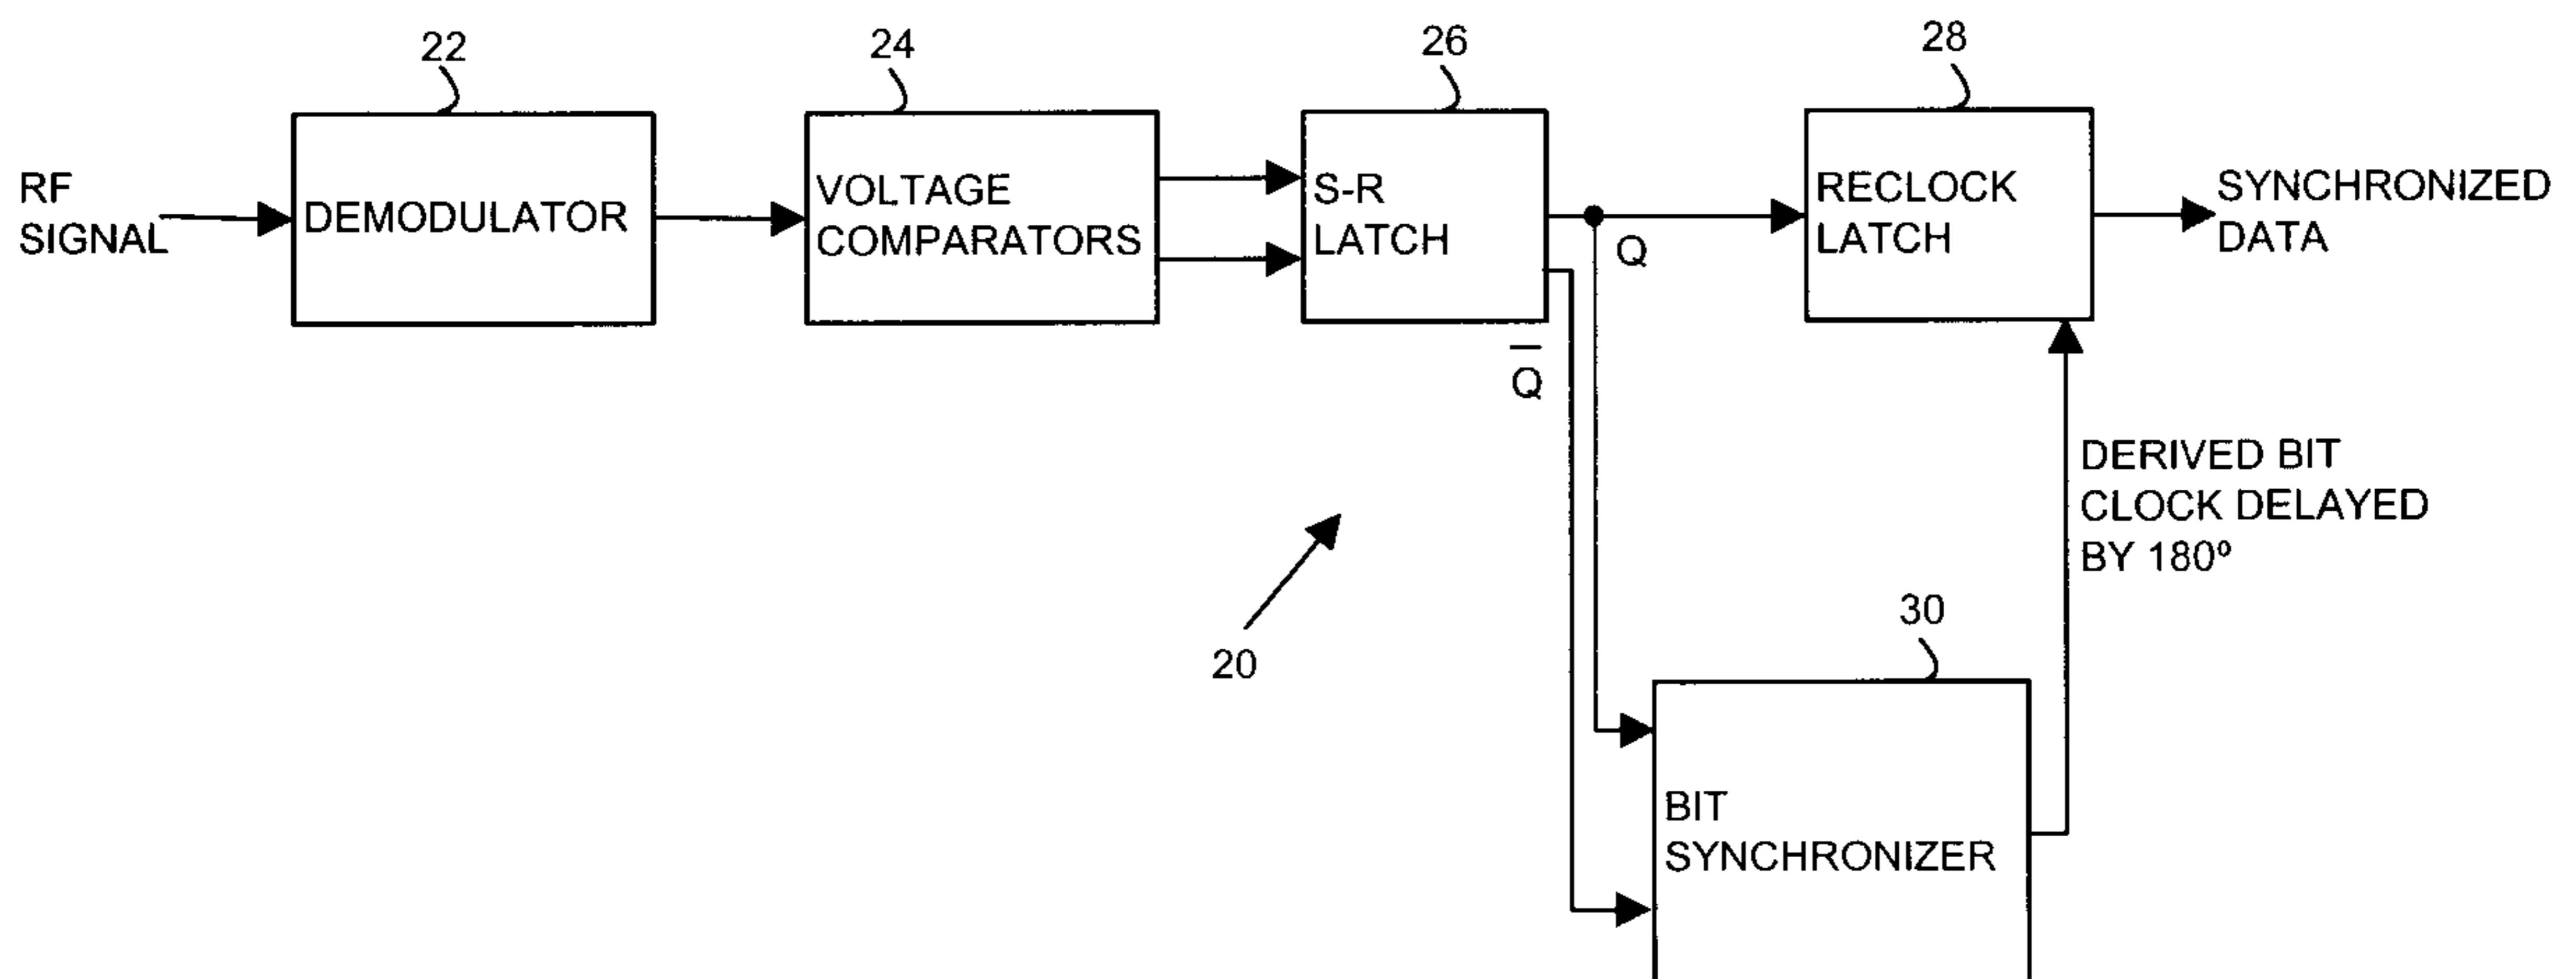 22
24
26
28
RF
SIGNAL
DEMODULATOR
VOLTAGE
COMPARATORS
S-R
LATCH
Q
Q̅
RECLOCK
LATCH
SYNCHRONIZED
DATA
DERIVED BIT
CLOCK DELAYED
BY 180º
20
30
BIT
SYNCHRONIZER